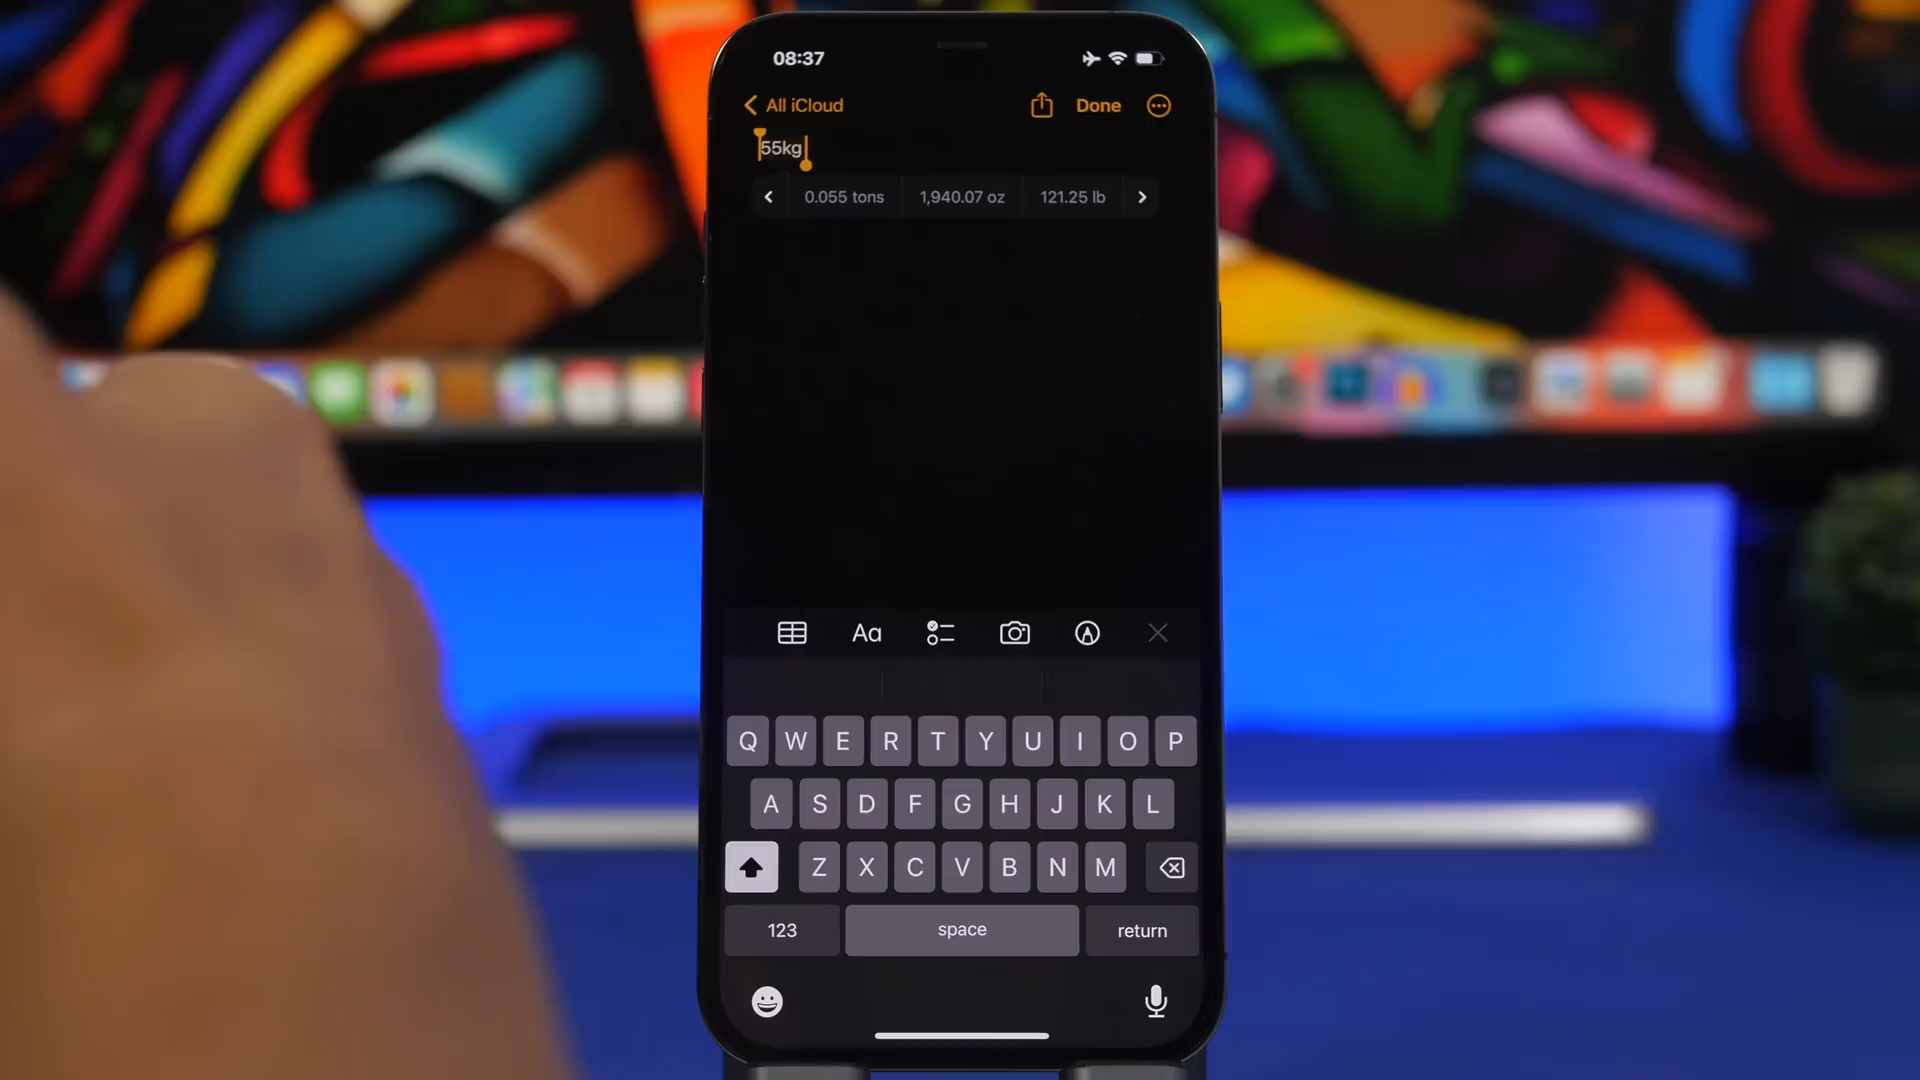 08:37
All iCloud Done
55kg
0.055 tons 1,940.07 oz 121.25 lb
Aa
Q W E R T Y U I O P
A S D F G H J K L
Z X C V B N M
123 space return